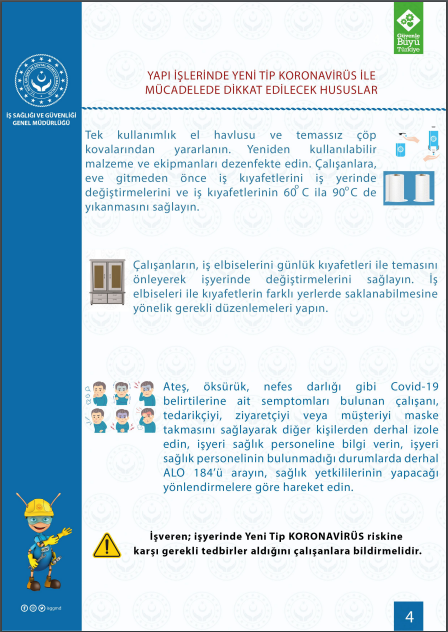 Güvenle
Büyü
Türkiye
İŞ SAĞLIĞI VE GÜVENLİĞİ
GENEL MÜDÜRLÜĞÜ
YAPI İŞLERİNDE YENİ TİP KORONAVİRÜS İLE
MÜCADELEDE DİKKAT EDİLECEK HUSUSLAR
Tek kullanımlık el havlusu ve temassız çöp
kovalarından yararlanın. Yeniden kullanılabilir
malzeme ve ekipmanları dezenfekte edin. Çalışanlara,
eve gitmeden önce iş kıyafetlerini iş yerinde
değiştirmelerini ve iş kıyafetlerinin 60°C ila 90°C de
yıkanmasını sağlayın.
Çalışanların, iş elbiselerini günlük kıyafetleri ile temasını
önleyerek işyerinde değiştirmelerini sağlayın. İş
elbiseleri ile kıyafetlerin farklı yerlerde saklanabilmesine
yönelik gerekli düzenlemeleri yapın.
Ateş, öksürük, nefes darlığı gibi Covid-19
belirtilerine ait semptomları bulunan çalışanı,
tedarikçiyi, ziyaretçiyi veya müşteriyi maske
takmasını sağlayarak diğer kişilerden derhal izole
edin, işyeri sağlık personeline bilgi verin, işyeri
sağlık personelinin bulunmadığı durumlarda derhal
ALO 184'ü arayın, sağlık yetkililerinin yapacağı
yönlendirmelere göre hareket edin.
İşveren; işyerinde Yeni Tip KORONAVİRÜS riskine
karşı gerekli tedbirler aldığını çalışanlara bildirmelidir.
isggmd
4